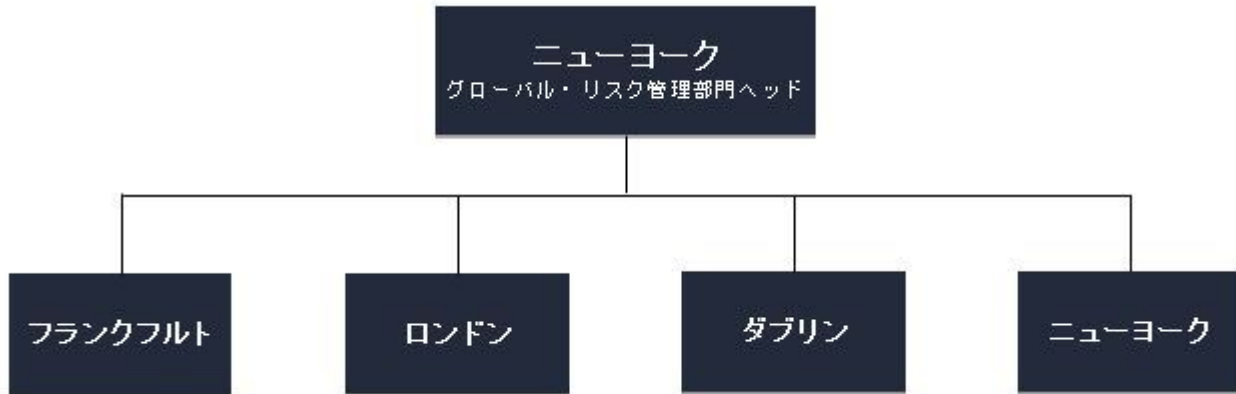 ニューヨーク
グローバル・リスク管理部門ヘッド
フランクフルト
ロンドン
ダブリン
ニューヨーク